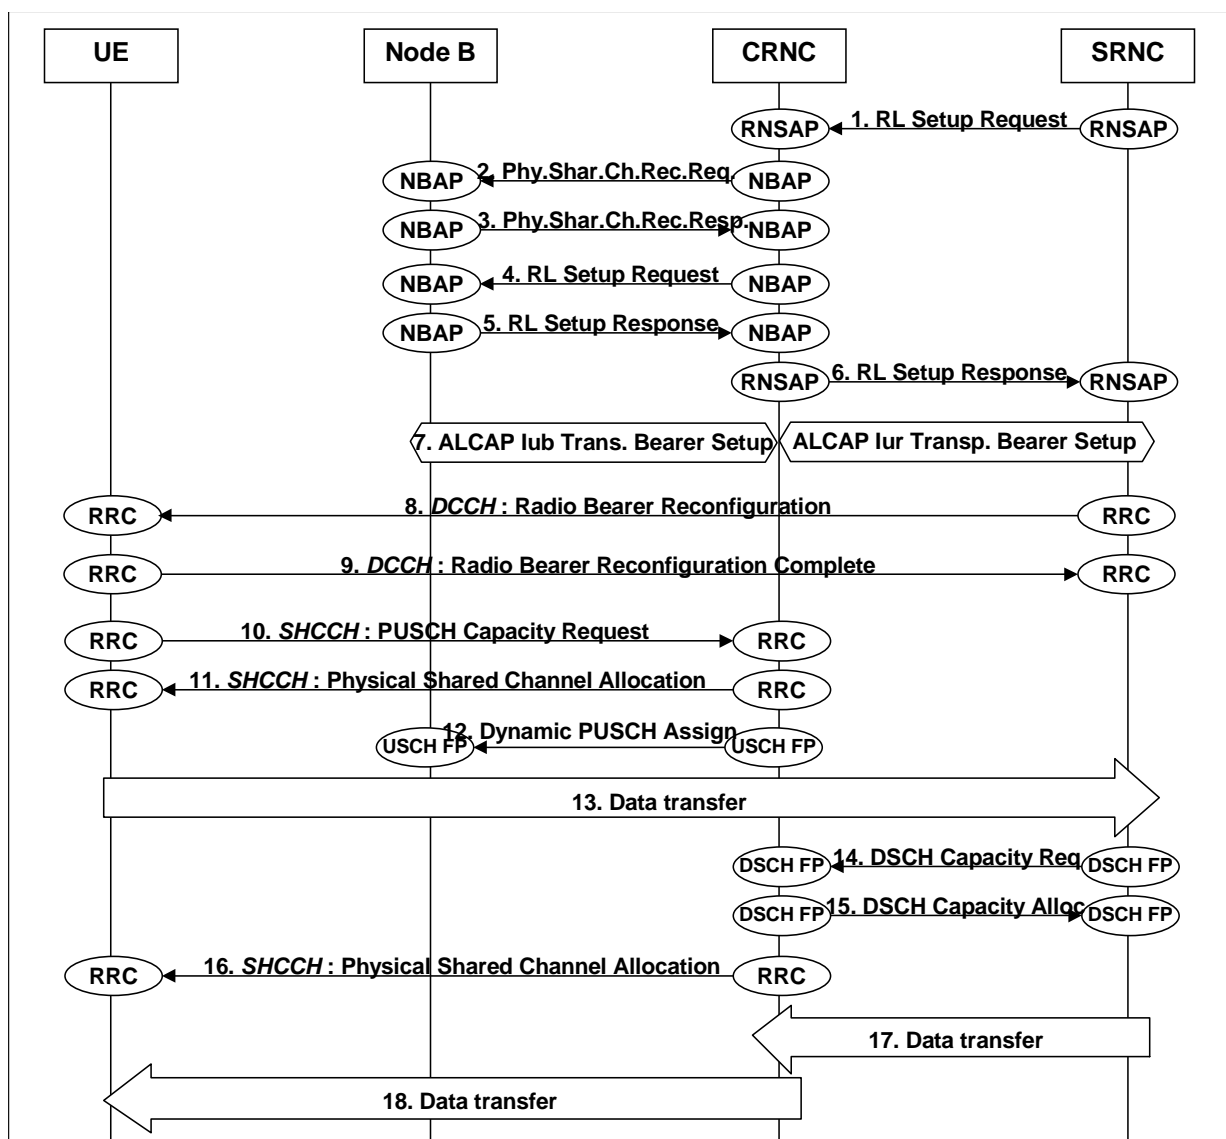 UE Node B CRNC SRNC
RNSAP 1. RL Setup Request RNSAP
NBAP 2. Phy.Shar.Ch.Rec.Req. NBAP
NBAP 3. Phy.Shar.Ch.Rec.Resp. NBAP
NBAP 4. RL Setup Request NBAP
NBAP 5. RL Setup Response NBAP
RNSAP 6. RL Setup Response RNSAP
7. ALCAP Iub Trans. Bearer Setup ALCAP Iur Transp. Bearer Setup
RRC 8. DCCH : Radio Bearer Reconfiguration RRC
RRC 9. DCCH : Radio Bearer Reconfiguration Complete RRC
RRC 10. SHCCH : PUSCH Capacity Request RRC
RRC 11. SHCCH : Physical Shared Channel Allocation RRC
USCH FP 12. Dynamic PUSCH Assign USCH FP
13. Data transfer
DSCH FP 14. DSCH Capacity Req DSCH FP
DSCH FP 15. DSCH Capacity Alloc DSCH FP
RRC 16. SHCCH : Physical Shared Channel Allocation RRC
17. Data transfer
18. Data transfer